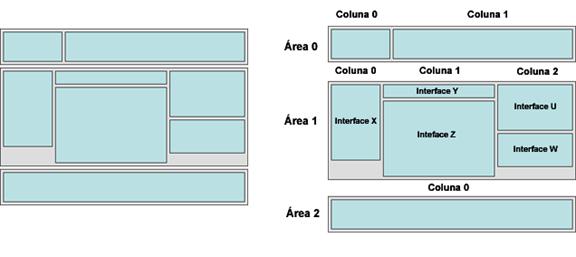 Coluna 0 Coluna 1
Área 0
Coluna 0 Coluna 1 Coluna 2
Área 1
Interface X
Interface Y
Inteface Z
Interface U
Interface W
Coluna 0
Área 2